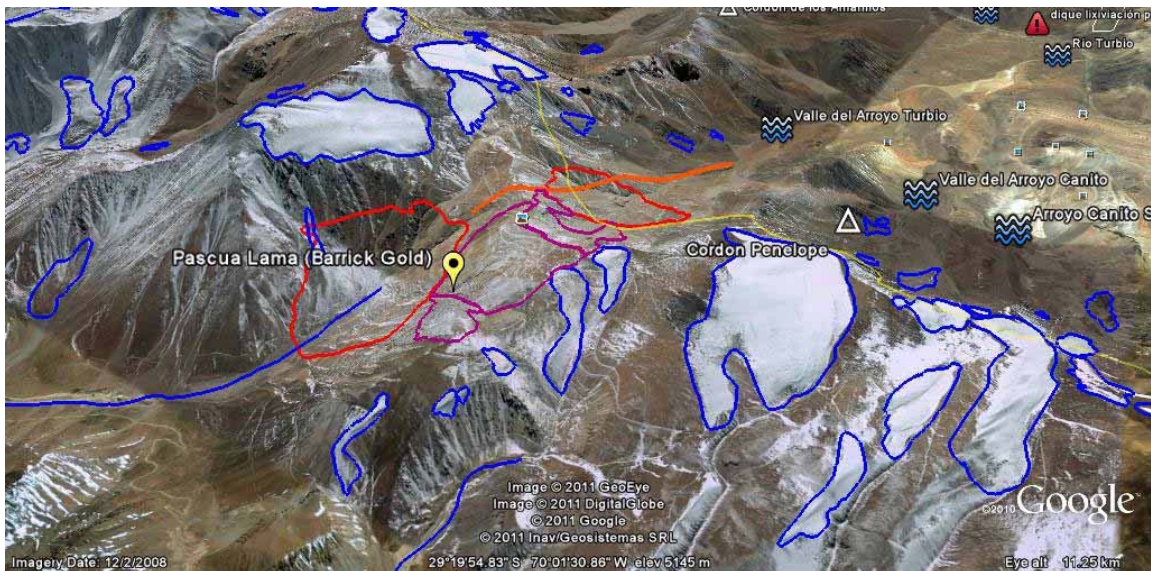 Cordon de los Amarillos
dique lixiviación p
Rio Turbio
Valle del Arroyo Turbio
Valle del Arroyo Canito
Arroyo Canito S
Pascua Lama (Barrick Gold)
Cordon Penelope
Image © 2011 GeoEye
Image © 2011 DigitalGlobe
© 2011 Google
© 2011 Inav/Geosistemas SRL
©2010 Google
Imagery Date: 12/2/2008
29°19'54.83" S 70°01'30.86" W elev 5145 m
Eye alt 11.25 km